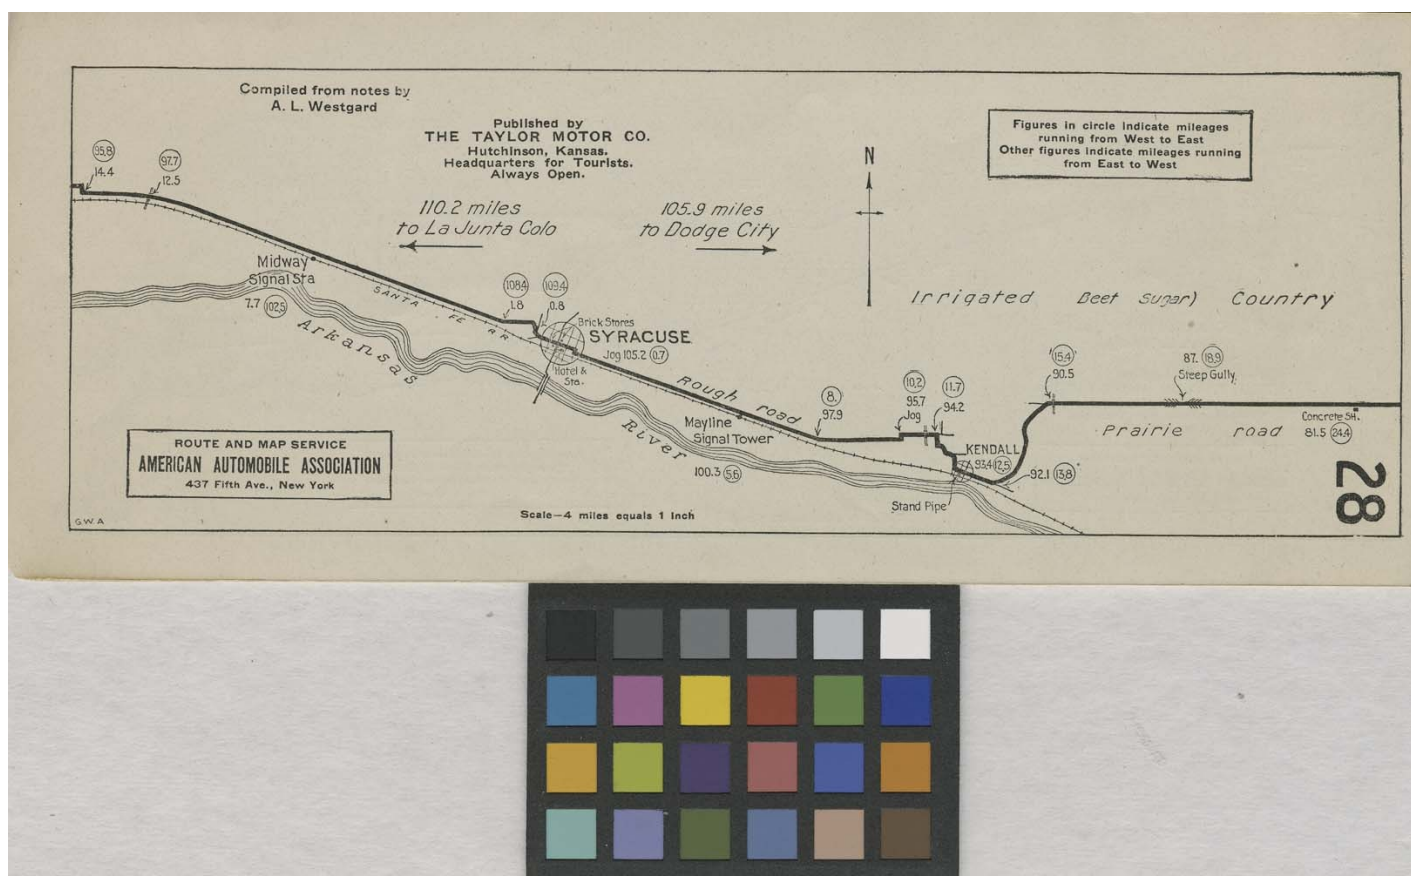 Compiled from notes by
A. L. Westgard
Published by
THE TAYLOR MOTOR CO.
Hutchinson, Kansas.
Headquarters for Tourists.
Always Open.
Figures in circle indicate mileages
running from West to East
Other figures indicate mileages running
from East to West
N
95.8
14.4
97.7
12.5
110.2 miles
to La Junta Colo
105.9 miles
to Dodge City
Midway
Signal Sta
7.7 102.5
SANTA FE R R
108.4
1.8
109.4
0.8
Irrigated Beet Sugar) Country
Brick Stores
SYRACUSE
Jog 105.2 0.7
Hotel &
Sta.
Arkansas River
Rough road
Mayline
Signal Tower
100.3 5.6
8.
97.9
10.2
95.7
Jog
11.7
94.2
KENDALL
93.4 12.5
Stand Pipe
92.1 13.8
15.4
90.5
87. 18.9
Steep Gully
Prairie road
Concrete SH.
81.5 24.4
ROUTE AND MAP SERVICE
AMERICAN AUTOMOBILE ASSOCIATION
437 Fifth Ave., New York
Scale—4 miles equals 1 Inch
G.W.A
28